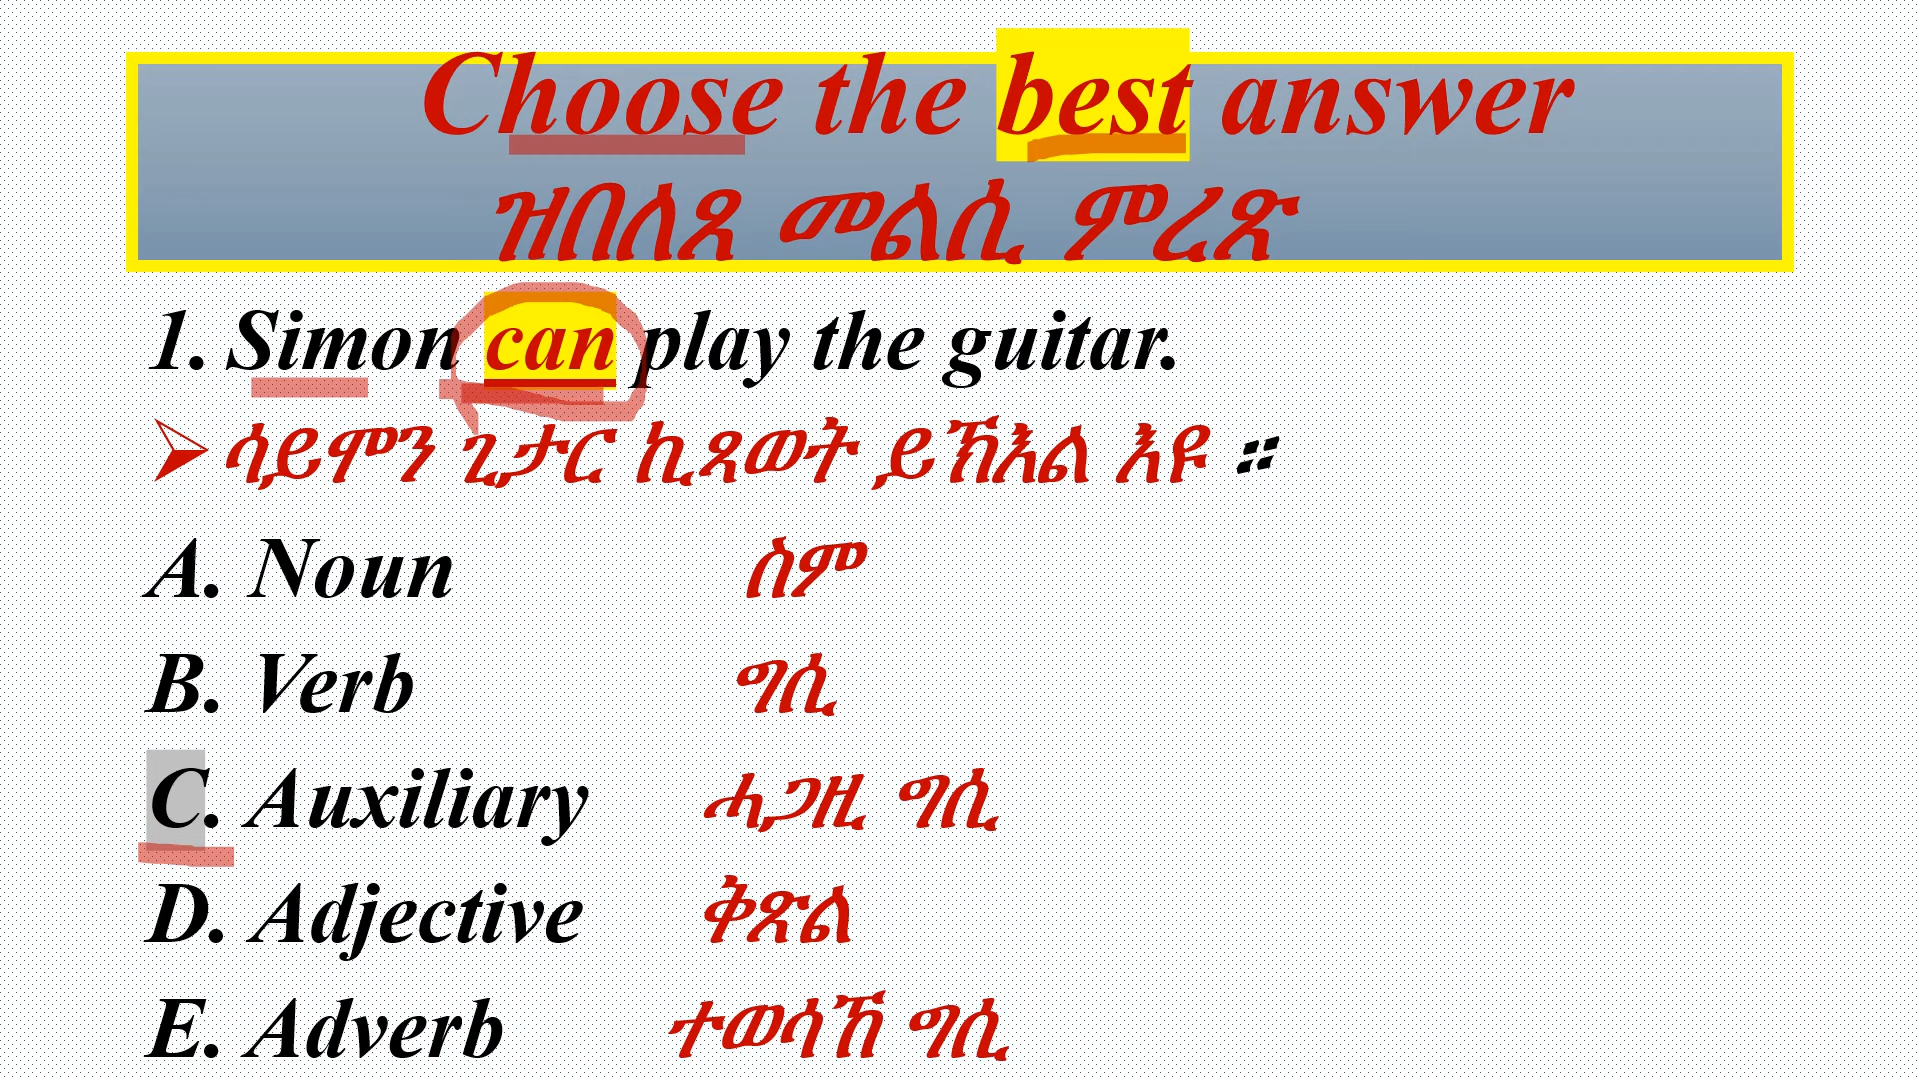 Choose the best answer
ዝበለጸ መልሲ ምረጽ
1. Simon can play the guitar.
ሳይሞን ጊታር ኪጻወት ይኽእል እዩ ።
A. Noun ስም
B. Verb ግሲ
C. Auxiliary ሓጋዚ ግሲ
D. Adjective ቅጽል
E. Adverb ተወሳኽ ግሲ